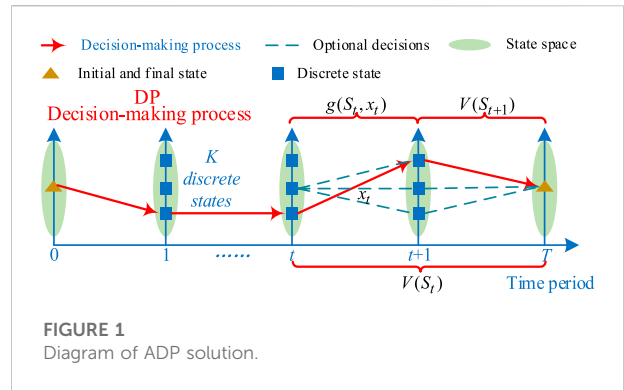 Decision-making process
Optional decisions
State space
Initial and final state
Discrete state
DP
Decision-making process
g(S_t, x_t)
V(S_{t+1})
K
discrete
states
x_t
0
1
......
t
t+1
T
V(S_t)
Time period
FIGURE 1
Diagram of ADP solution.